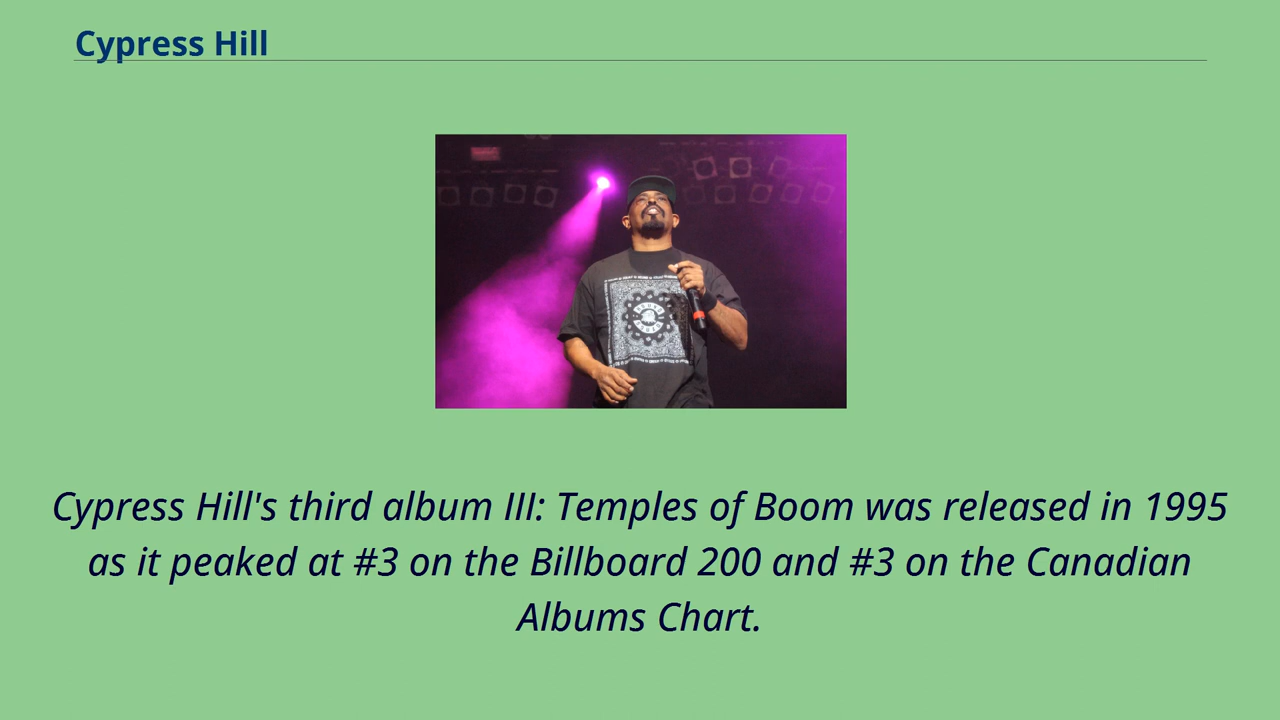 Cypress Hill
Cypress Hill's third album III: Temples of Boom was released in 1995
as it peaked at #3 on the Billboard 200 and #3 on the Canadian
Albums Chart.